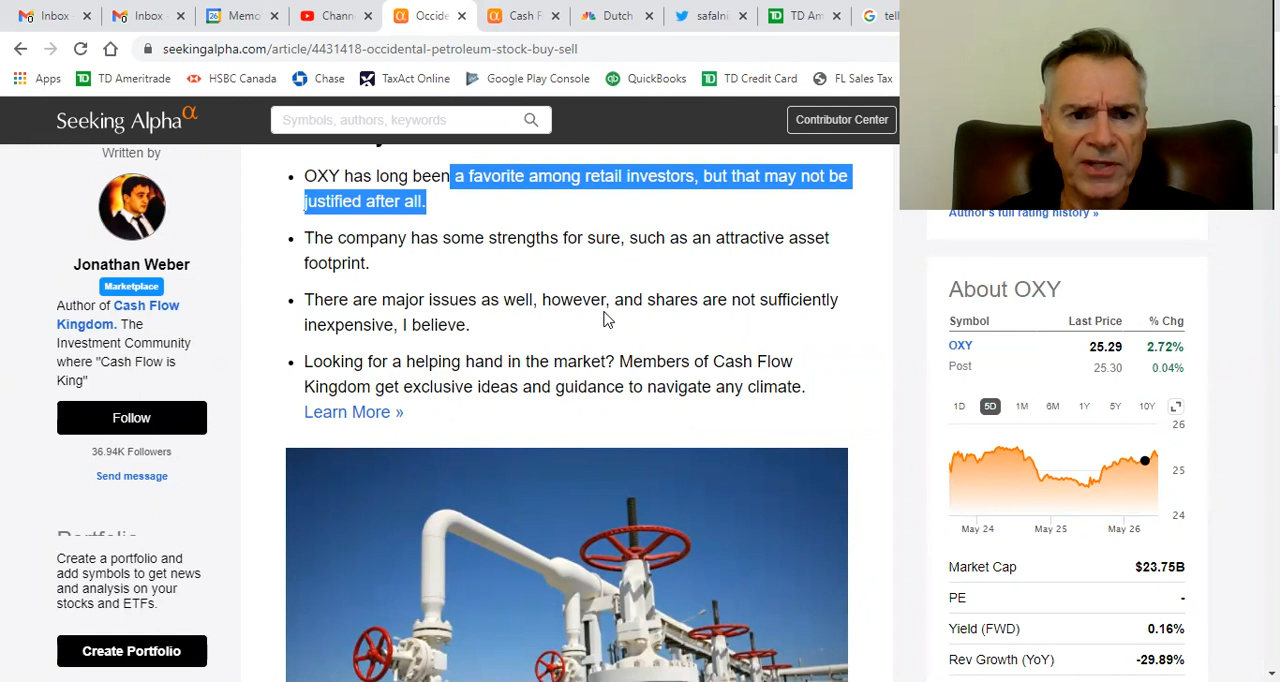 Inbox
Inbox
Memo
Chann
Occide
Cash F
Dutch
safalni
TD Am
tell
seekingalpha.com/article/4431418-occidental-petroleum-stock-buy-sell
Apps TD Ameritrade HSBC Canada Chase TaxAct Online Google Play Console QuickBooks TD Credit Card FL Sales Tax
Seeking Alpha α
Symbols, authors, keywords
Contributor Center
Written by
Jonathan Weber
Marketplace
Author of Cash Flow
Kingdom. The
Investment Community
where "Cash Flow is
King"
Follow
36.94K Followers
Send message
Portfolio
Create a portfolio and
add symbols to get news
and analysis on your
stocks and ETFs.
Create Portfolio
• OXY has long been a favorite among retail investors, but that may not be
justified after all.
• The company has some strengths for sure, such as an attractive asset
footprint.
• There are major issues as well, however, and shares are not sufficiently
inexpensive, I believe.
• Looking for a helping hand in the market? Members of Cash Flow
Kingdom get exclusive ideas and guidance to navigate any climate.
Learn More »
Author's full rating history »
About OXY
Symbol Last Price % Chg
OXY 25.29 2.72%
Post 25.30 0.04%
1D 5D 1M 6M 1Y 5Y 10Y
26
25
24
May 24 May 25 May 26
Market Cap $23.75B
PE -
Yield (FWD) 0.16%
Rev Growth (YoY) -29.89%